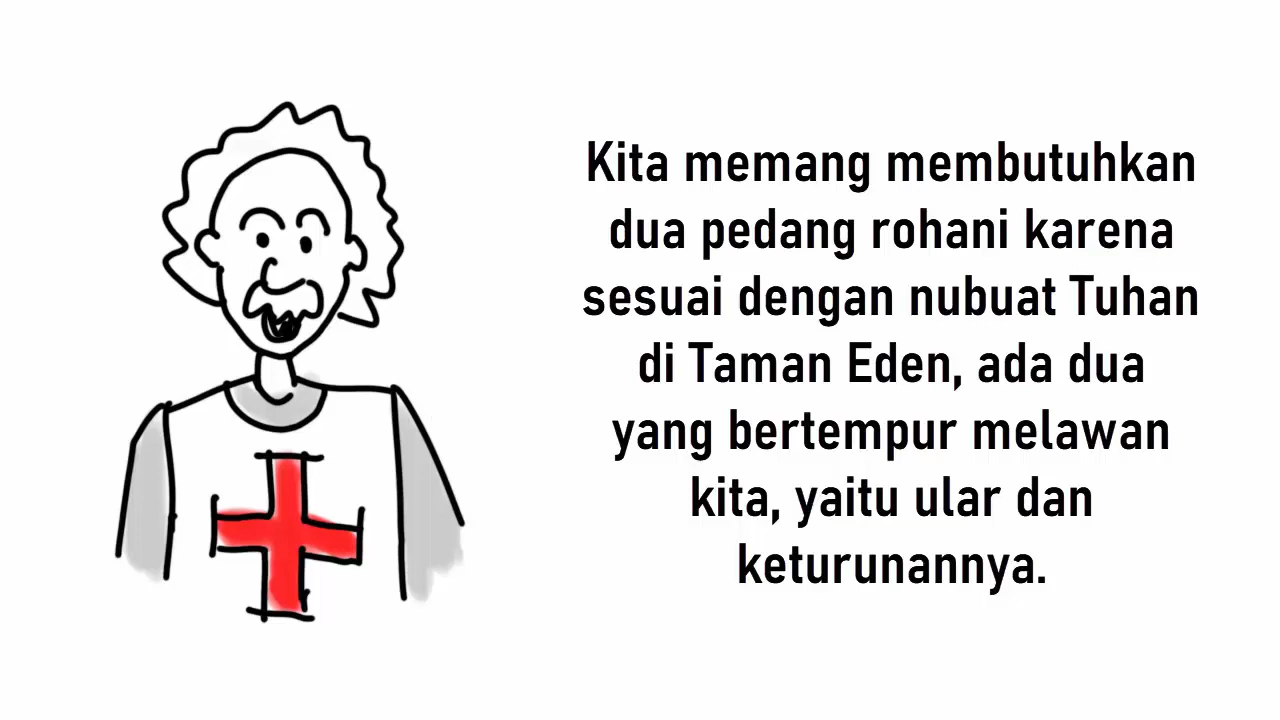 Kita memang membutuhkan
dua pedang rohani karena
sesuai dengan nubuat Tuhan
di Taman Eden, ada dua
yang bertempur melawan
kita, yaitu ular dan
keturunannya.